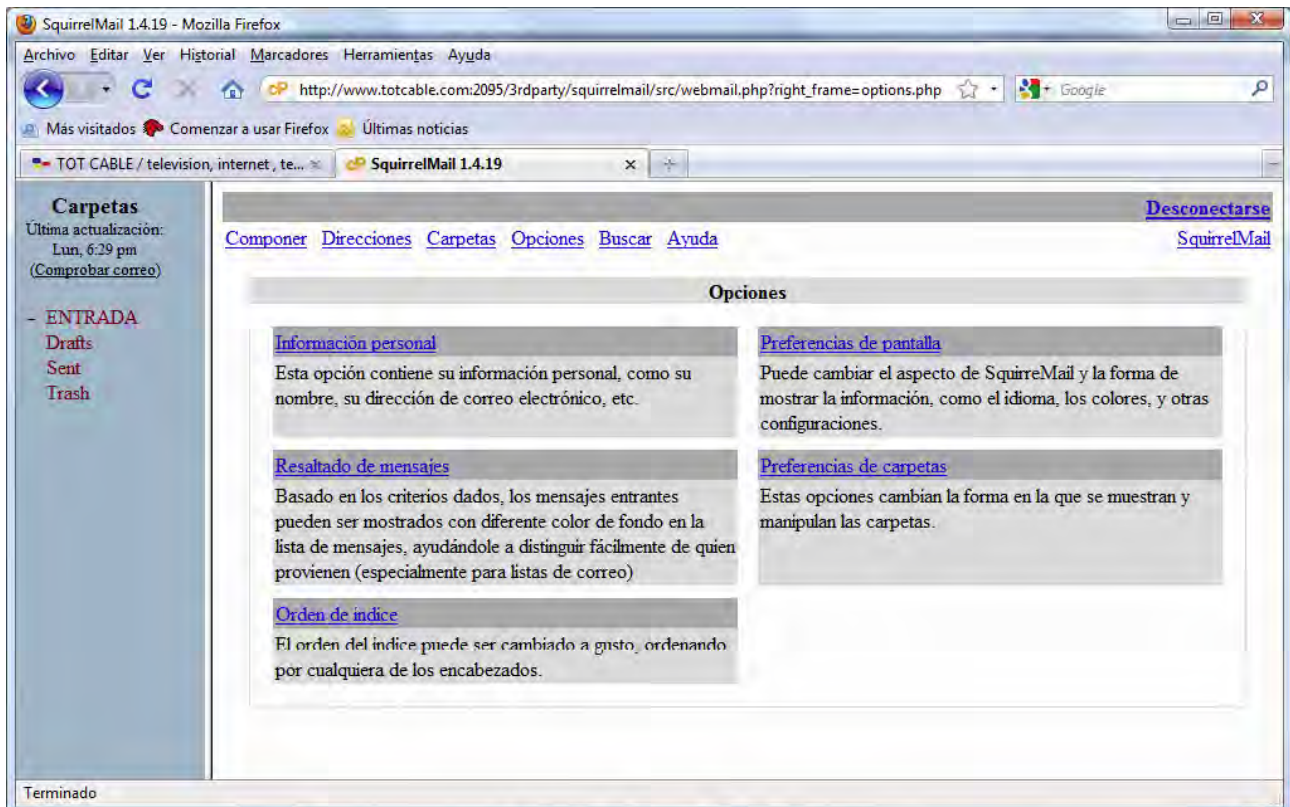 SquirrelMail 1.4.19 - Mozilla Firefox
Archivo Editar Ver Historial Marcadores Herramientas Ayuda
http://www.totcable.com:2095/3rdparty/squirrelmail/src/webmail.php?right_frame=options.php Google
Más visitados Comenzar a usar Firefox Últimas noticias
TOT CABLE / television, internet , te... SquirrelMail 1.4.19
Carpetas
Última actualización:
Lun, 6:29 pm
(Comprobar correo)
- ENTRADA
Drafts
Sent
Trash
Desconectarse
Componer Direcciones Carpetas Opciones Buscar Ayuda SquirrelMail
Opciones
Información personal
Esta opción contiene su información personal, como su
nombre, su dirección de correo electrónico, etc.
Preferencias de pantalla
Puede cambiar el aspecto de SquirreMail y la forma de
mostrar la información, como el idioma, los colores, y otras
configuraciones.
Resaltado de mensajes
Basado en los criterios dados, los mensajes entrantes
pueden ser mostrados con diferente color de fondo en la
lista de mensajes, ayudándole a distinguir fácilmente de quien
provienen (especialmente para listas de correo)
Preferencias de carpetas
Estas opciones cambian la forma en la que se muestran y
manipulan las carpetas.
Orden de índice
El orden del índice puede ser cambiado a gusto, ordenando
por cualquiera de los encabezados.
Terminado